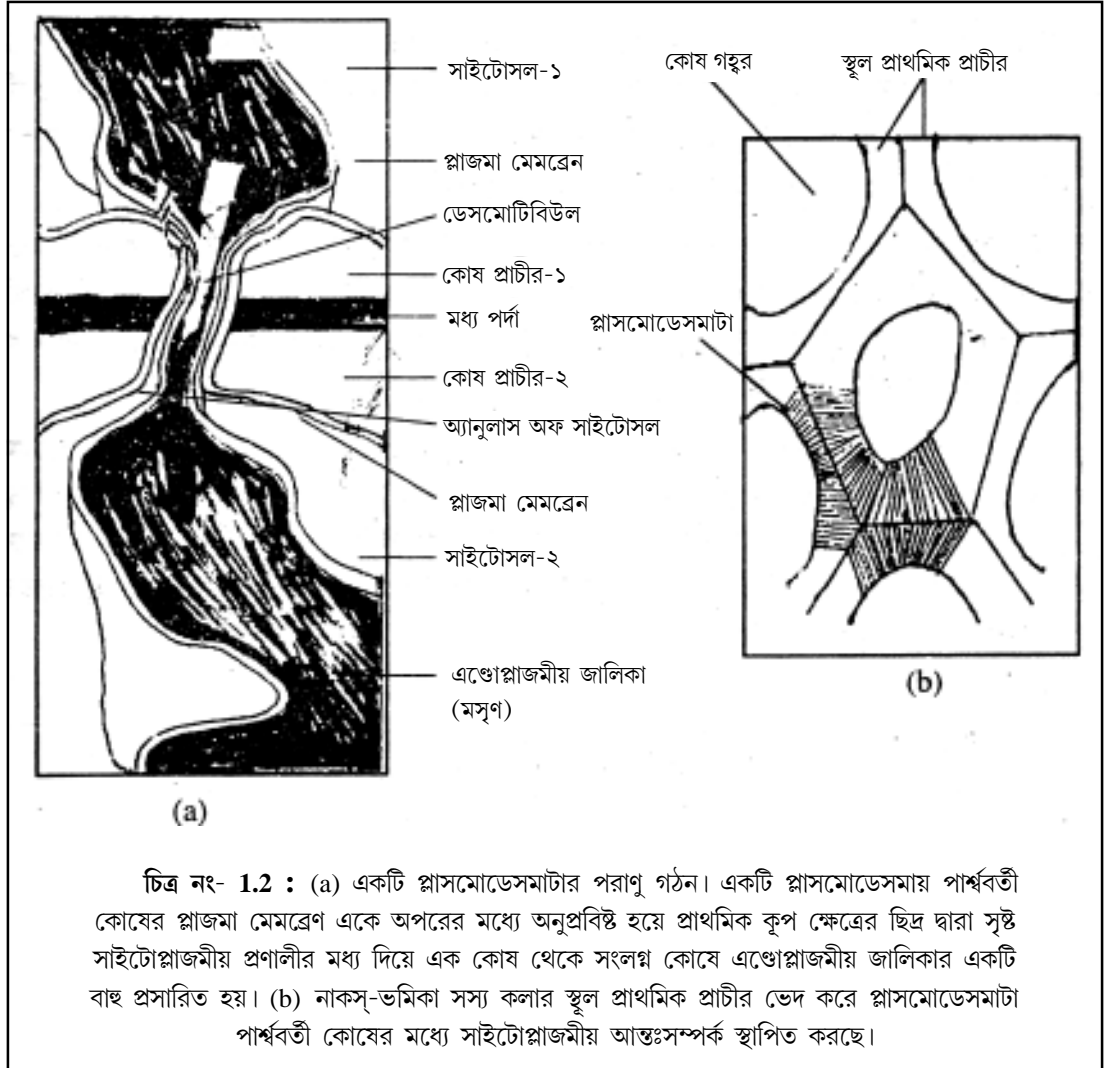 সাইটোসল-১
প্লাজমা মেমব্রেন
ডেসমোটিবিউল
কোষ প্রাচীর-১
মধ্য পর্দা
কোষ প্রাচীর-২
অ্যানুলাস অফ সাইটোসল
প্লাজমা মেমব্রেন
সাইটোসল-২
এণ্ডোপ্লাজমীয় জালিকা
(মসৃণ)
(a)
কোষ গহ্বর
স্থূল প্রাথমিক প্রাচীর
প্লাসমোডেসমাটা
(b)
চিত্র নং- 1.2 : (a) একটি প্লাসমোডেসমাটার পরাণু গঠন। একটি প্লাসমোডেসমায় পার্শ্ববর্তী
কোষের প্লাজমা মেমব্রেণ একে অপরের মধ্যে অনুপ্রবিষ্ট হয়ে প্রাথমিক কূপ ক্ষেত্রের ছিদ্র দ্বারা সৃষ্ট
সাইটোপ্লাজমীয় প্রণালীর মধ্য দিয়ে এক কোষ থেকে সংলগ্ন কোষে এণ্ডোপ্লাজমীয় জালিকার একটি
বাহু প্রসারিত হয়। (b) নাকস্-ভমিকা সস্য কলার স্থূল প্রাথমিক প্রাচীর ভেদ করে প্লাসমোডেসমাটা
পার্শ্ববর্তী কোষের মধ্যে সাইটোপ্লাজমীয় আন্তঃসম্পর্ক স্থাপিত করছে।